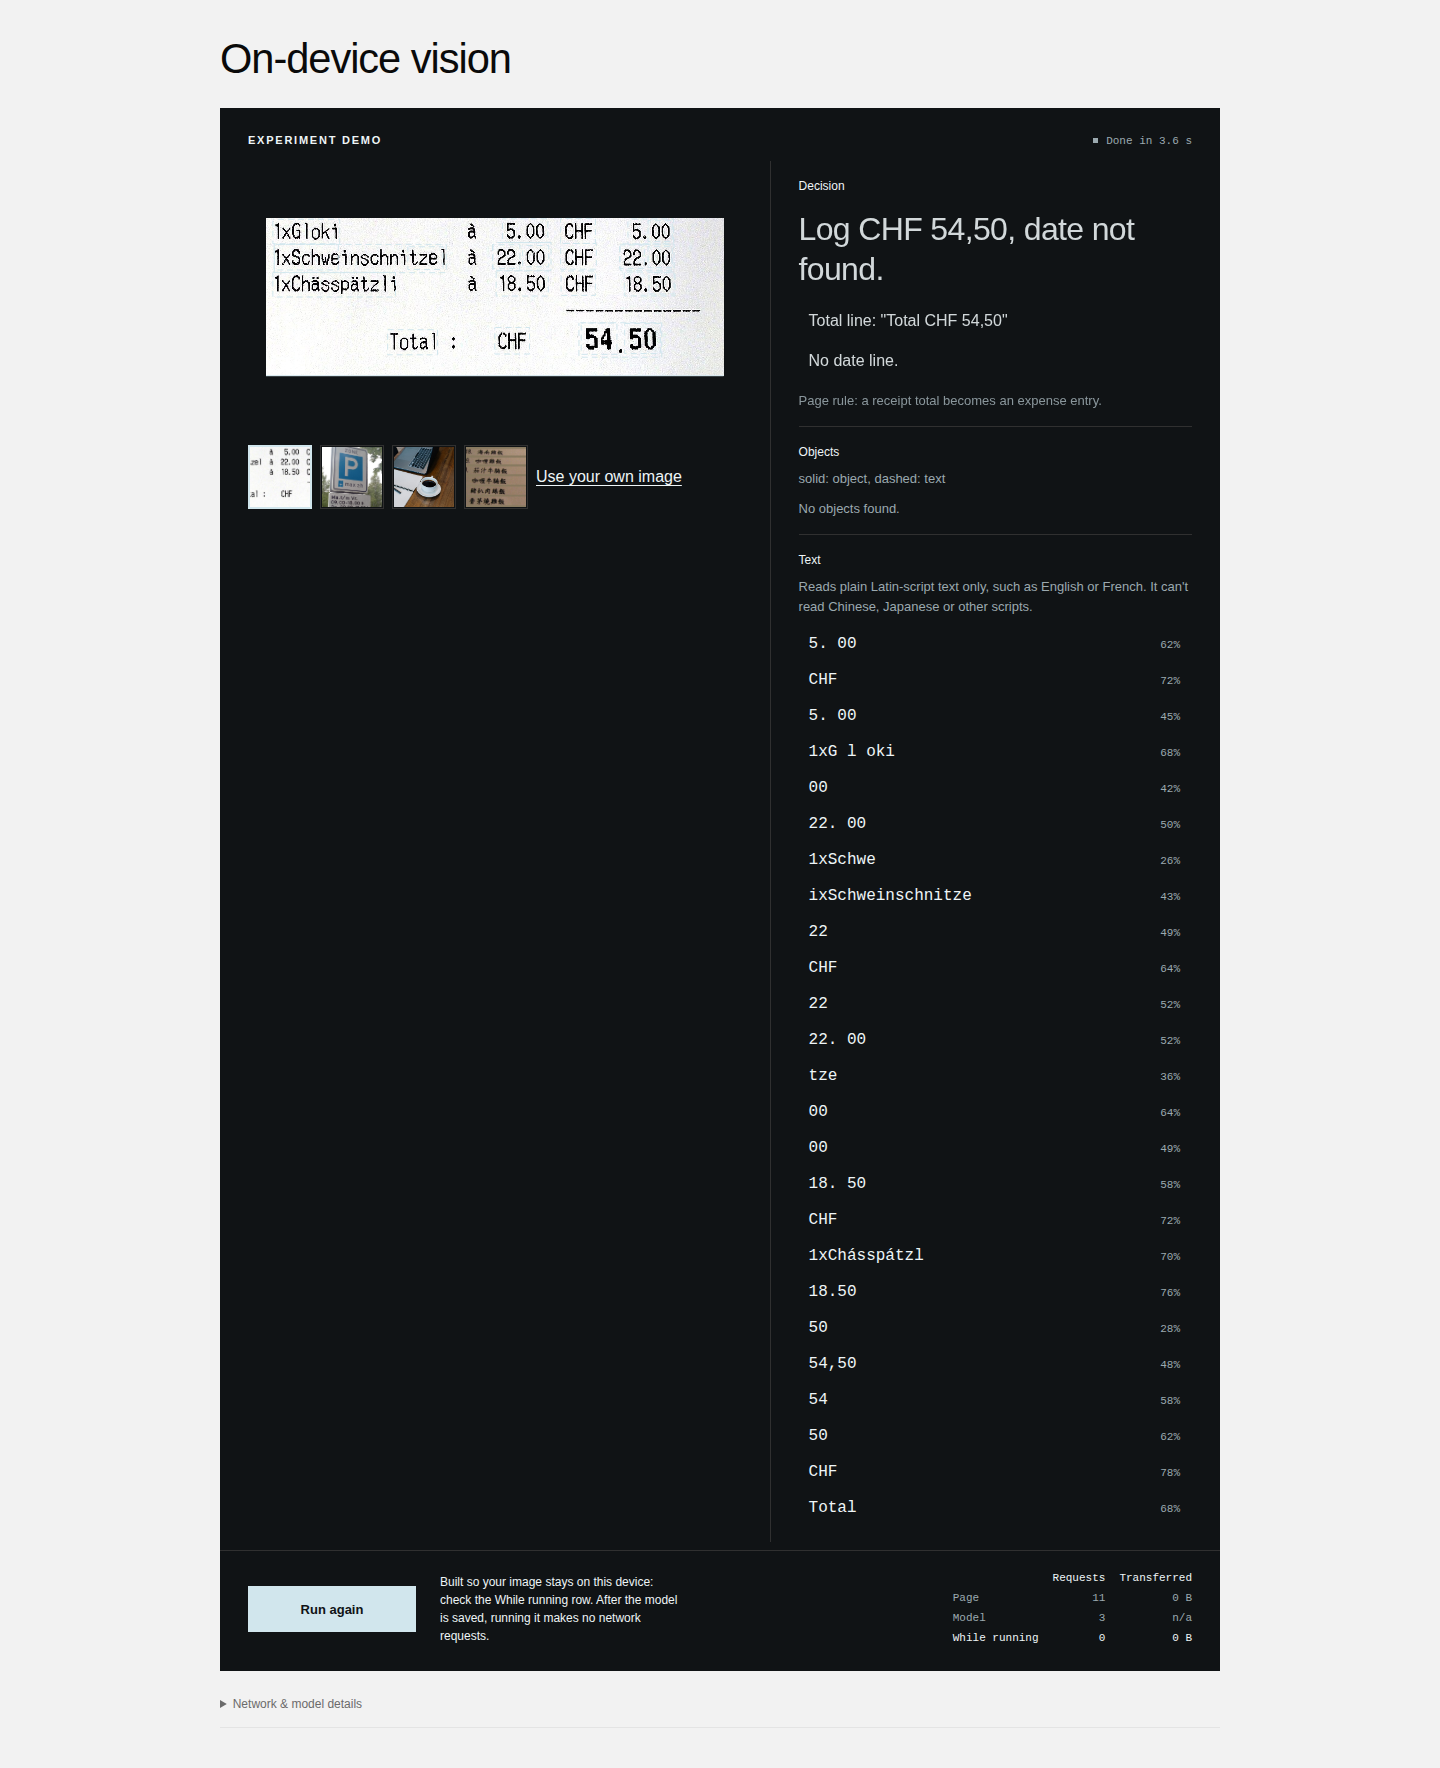 On-device vision
EXPERIMENT DEMO
Done in 3.6 s
1xGloki à 5.00 CHF 5.00
1xSchweinschnitzel à 22.00 CHF 22.00
1xChässpätzli à 18.50 CHF 18.50
Total : CHF 54.50
Use your own image
Decision
Log CHF 54,50, date not
found.
Total line: "Total CHF 54,50"
No date line.
Page rule: a receipt total becomes an expense entry.
Objects
solid: object, dashed: text
No objects found.
Text
Reads plain Latin-script text only, such as English or French. It can't
read Chinese, Japanese or other scripts.
5. 00 62%
CHF 72%
5. 00 45%
1xG l oki 68%
00 42%
22. 00 50%
1xSchwe 26%
ixSchweinschnitze 43%
22 49%
CHF 64%
22 52%
22. 00 52%
tze 36%
00 64%
00 49%
18. 50 58%
CHF 72%
1xChásspátzl 70%
18.50 76%
50 28%
54,50 48%
54 58%
50 62%
CHF 78%
Total 68%
Run again
Built so your image stays on this device:
check the While running row. After the model
is saved, running it makes no network
requests.
Requests Transferred
Page 11 0 B
Model 3 n/a
While running 0 0 B
Network & model details